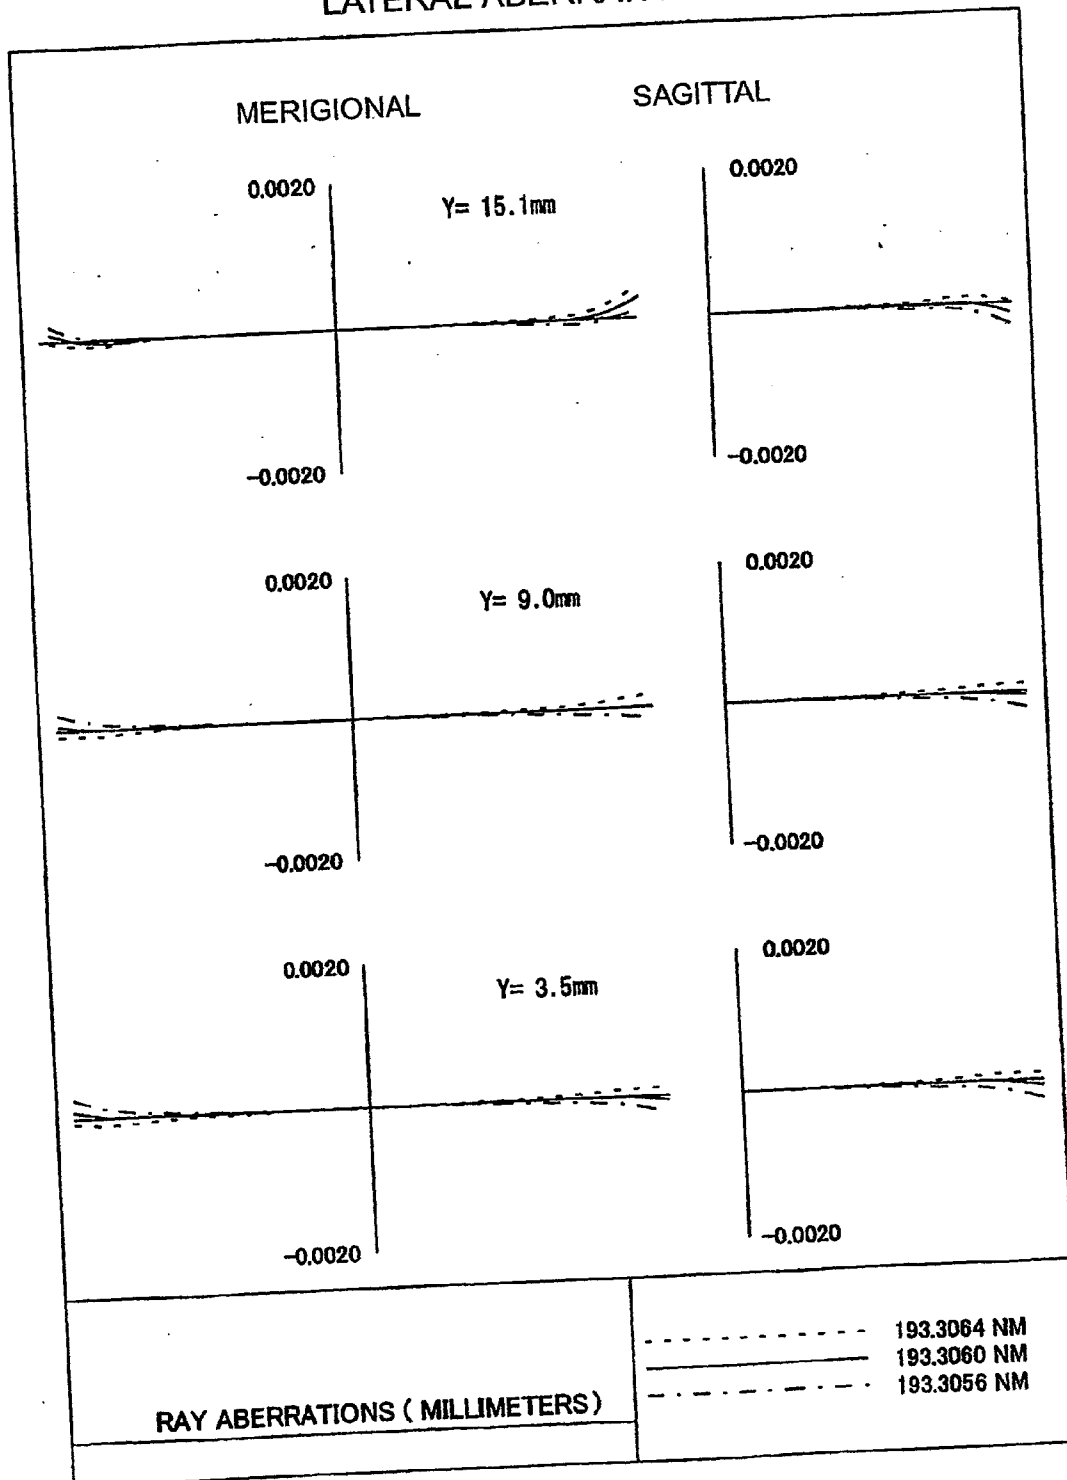 LATERAL
MERIGIONAL SAGITTAL
0.0020 Y= 15.1mm 0.0020
-0.0020 -0.0020
0.0020 Y= 9.0mm 0.0020
-0.0020 -0.0020
0.0020 Y= 3.5mm 0.0020
-0.0020 -0.0020
193.3064 NM
193.3060 NM
193.3056 NM
RAY ABERRATIONS ( MILLIMETERS )